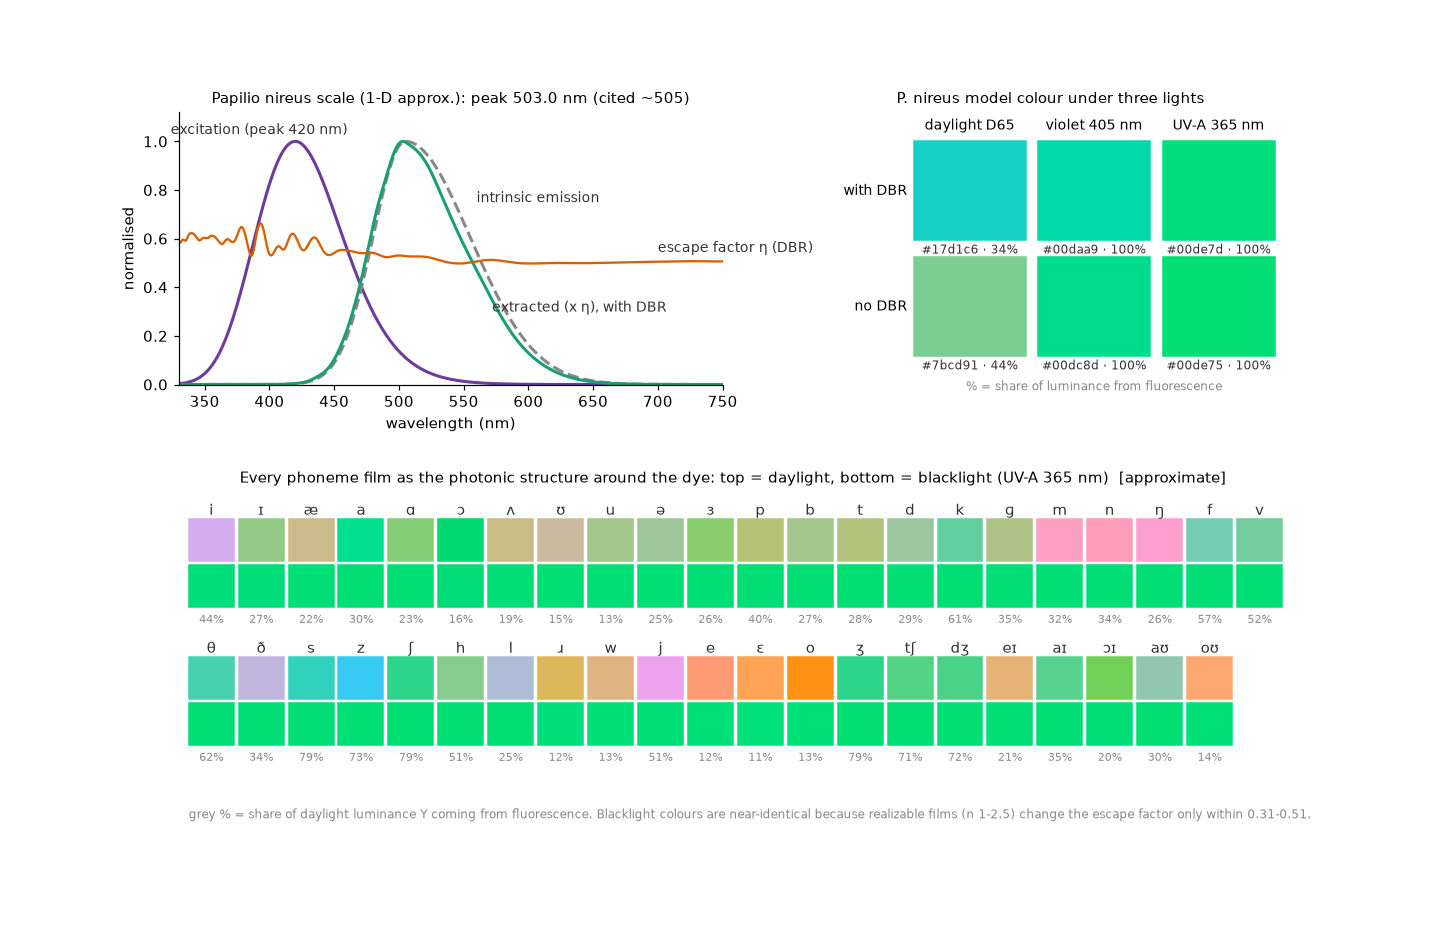 Papilio nireus scale (1-D approx.): peak 503.0 nm (cited ~505)
excitation (peak 420 nm)
intrinsic emission
escape factor η (DBR)
extracted (x η), with DBR
normalised
1.0
0.8
0.6
0.4
0.2
0.0
350 400 450 500 550 600 650 700 750
wavelength (nm)
P. nireus model colour under three lights
daylight D65 violet 405 nm UV-A 365 nm
with DBR
#17d1c6 · 34% #00daa9 · 100% #00de7d · 100%
no DBR
#7bcd91 · 44% #00dc8d · 100% #00de75 · 100%
% = share of luminance from fluorescence
Every phoneme film as the photonic structure around the dye: top = daylight, bottom = blacklight (UV-A 365 nm) [approximate]
i ɪ æ a ɑ ɔ ʌ ʊ u ə ɜ p b t d k ɡ m n ŋ f v
44% 27% 22% 30% 23% 16% 19% 15% 13% 25% 26% 40% 27% 28% 29% 61% 35% 32% 34% 26% 57% 52%
θ ð s z ʃ h l ɹ w j e ɛ o ʒ tʃ dʒ eɪ aɪ ɔɪ aʊ oʊ
62% 34% 79% 73% 79% 51% 25% 12% 13% 51% 12% 11% 13% 79% 71% 72% 21% 35% 20% 30% 14%
grey % = share of daylight luminance Y coming from fluorescence. Blacklight colours are near-identical because realizable films (n 1-2.5) change the escape factor only within 0.31-0.51.